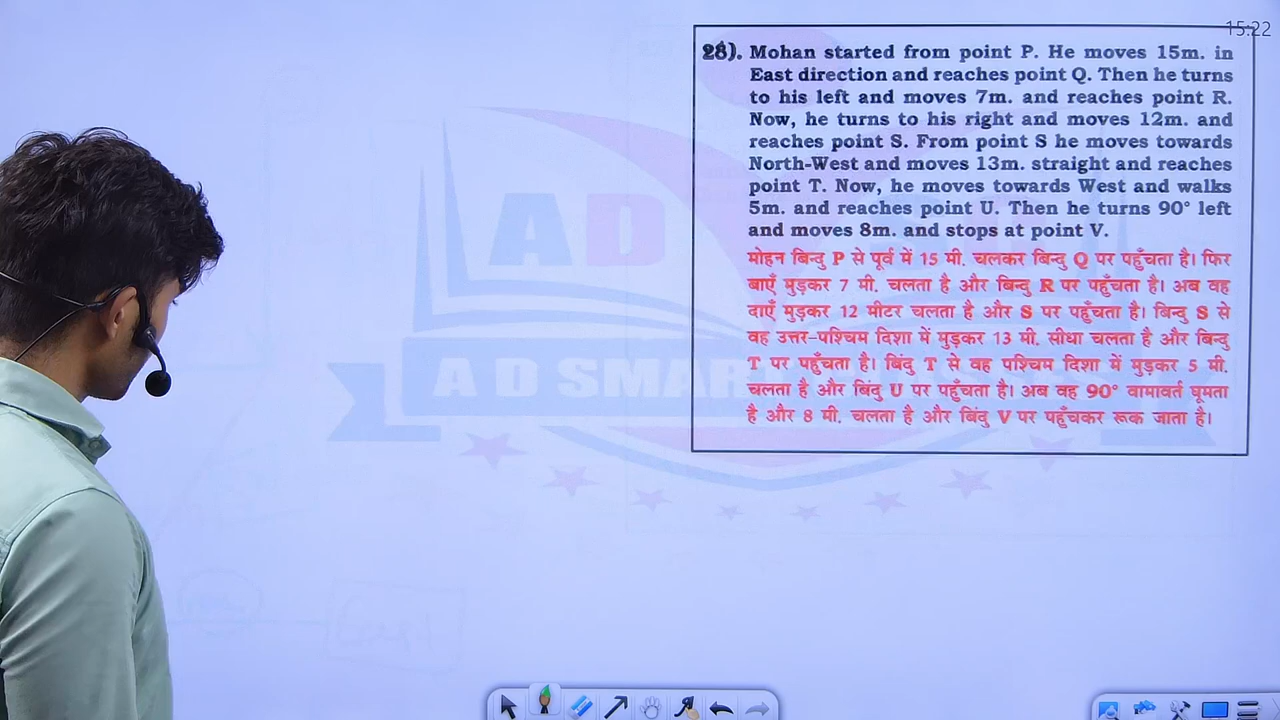 15:22
28). Mohan started from point P. He moves 15m. in
East direction and reaches point Q. Then he turns
to his left and moves 7m. and reaches point R.
Now, he turns to his right and moves 12m. and
reaches point S. From point S he moves towards
North-West and moves 13m. straight and reaches
point T. Now, he moves towards West and walks
5m. and reaches point U. Then he turns 90° left
and moves 8m. and stops at point V.
मोहन बिन्दु P से पूर्व में 15 मी. चलकर बिन्दु Q पर पहुँचता है। फिर
बाएँ मुड़कर 7 मी. चलता है और बिन्दु R पर पहुँचता है। अब वह
दाएँ मुड़कर 12 मीटर चलता है और S पर पहुँचता है। बिन्दु S से
वह उत्तर-पश्चिम दिशा में मुड़कर 13 मी. सीधा चलता है और बिन्दु
T पर पहुँचता है। बिंदु T से वह पश्चिम दिशा में मुड़कर 5 मी.
चलता है और बिंदु U पर पहुँचता है। अब वह 90° वामावर्त घूमता
है और 8 मी. चलता है और बिंदु V पर पहुँचकर रूक जाता है।
AD
A D SMAR